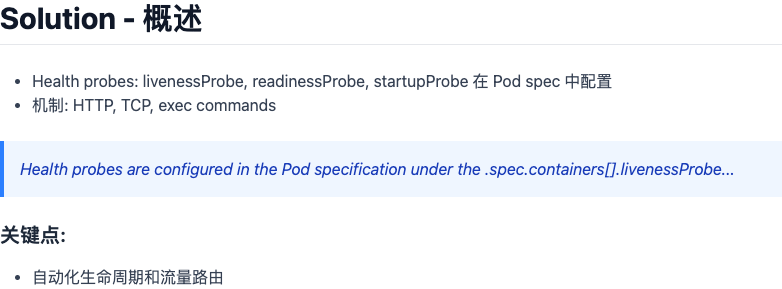 Solution - 概述
Health probes: livenessProbe, readinessProbe, startupProbe 在 Pod spec 中配置
机制: HTTP, TCP, exec commands
Health probes are configured in the Pod specification under the .spec.containers[].livenessProbe...
关键点:
自动化生命周期和流量路由